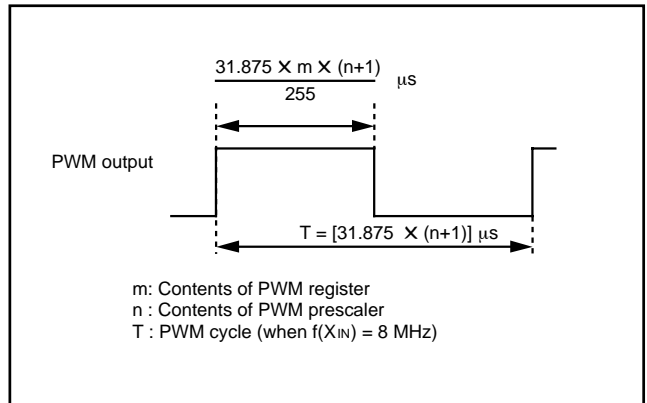 31.875 × m × (n+1)
255
μs
PWM output
T = [31.875 × (n+1)] μs
m: Contents of PWM register
n : Contents of PWM prescaler
T : PWM cycle (when f(XIN) = 8 MHz)